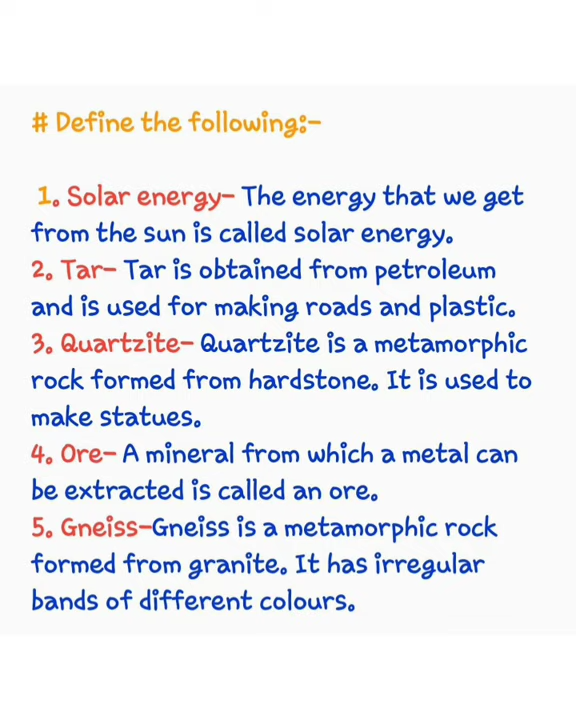 # Define the following:-
1. Solar energy- The energy that we get
from the sun is called solar energy.
2. Tar- Tar is obtained from petroleum
and is used for making roads and plastic.
3. Quartzite- Quartzite is a metamorphic
rock formed from hardstone. It is used to
make statues.
4. Ore- A mineral from which a metal can
be extracted is called an ore.
5. Gneiss-Gneiss is a metamorphic rock
formed from granite. It has irregular
bands of different colours.